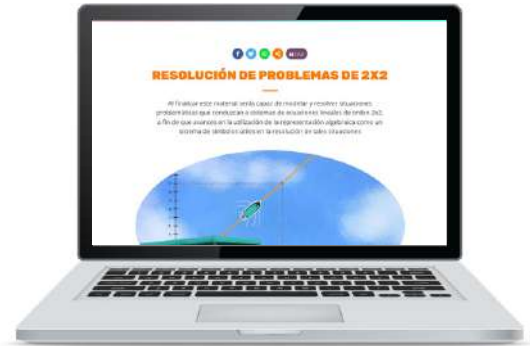 RESOLUCIÓN DE PROBLEMAS DE 2X2
Al finalizar este material serás capaz de modelar y resolver situaciones
problemáticas que conduzcan a sistemas de ecuaciones lineales de orden 2x2,
a fin de que avances en la utilización de la representación algebraica como un
sistema de símbolos útiles en la resolución de tales situaciones